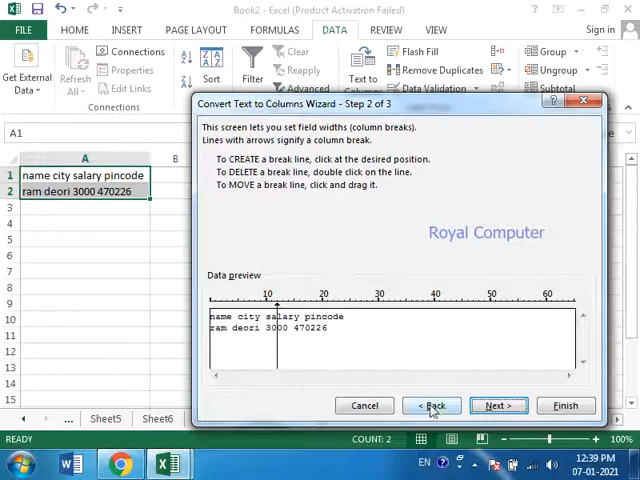 Book2 - Excel (Product Activation Failed)
FILE HOME INSERT PAGE LAYOUT FORMULAS DATA REVIEW VIEW Sign in
Get External
Data
Refresh
All
Connections
Properties
Edit Links
Connections
Sort
Filter
Clear
Reapply
Advanced
Text to
Columns
Flash Fill
Remove Duplicates
Data Validation
Group
Ungroup
Subtotal
A1
A B
1 name city salary pincode
2 ram deori 3000 470226
3
4
5
6
7
8
9
10
11
12
13
14
15
Convert Text to Columns Wizard - Step 2 of 3
This screen lets you set field widths (column breaks).
Lines with arrows signify a column break.
To CREATE a break line, click at the desired position.
To DELETE a break line, double click on the line.
To MOVE a break line, click and drag it.
Royal Computer
Data preview
10 20 30 40 50 60
name city salary pincode
ram deori 3000 470226
Cancel < Back Next > Finish
... Sheet5 Sheet6
READY COUNT: 2 100%
EN 12:39 PM
07-01-2021